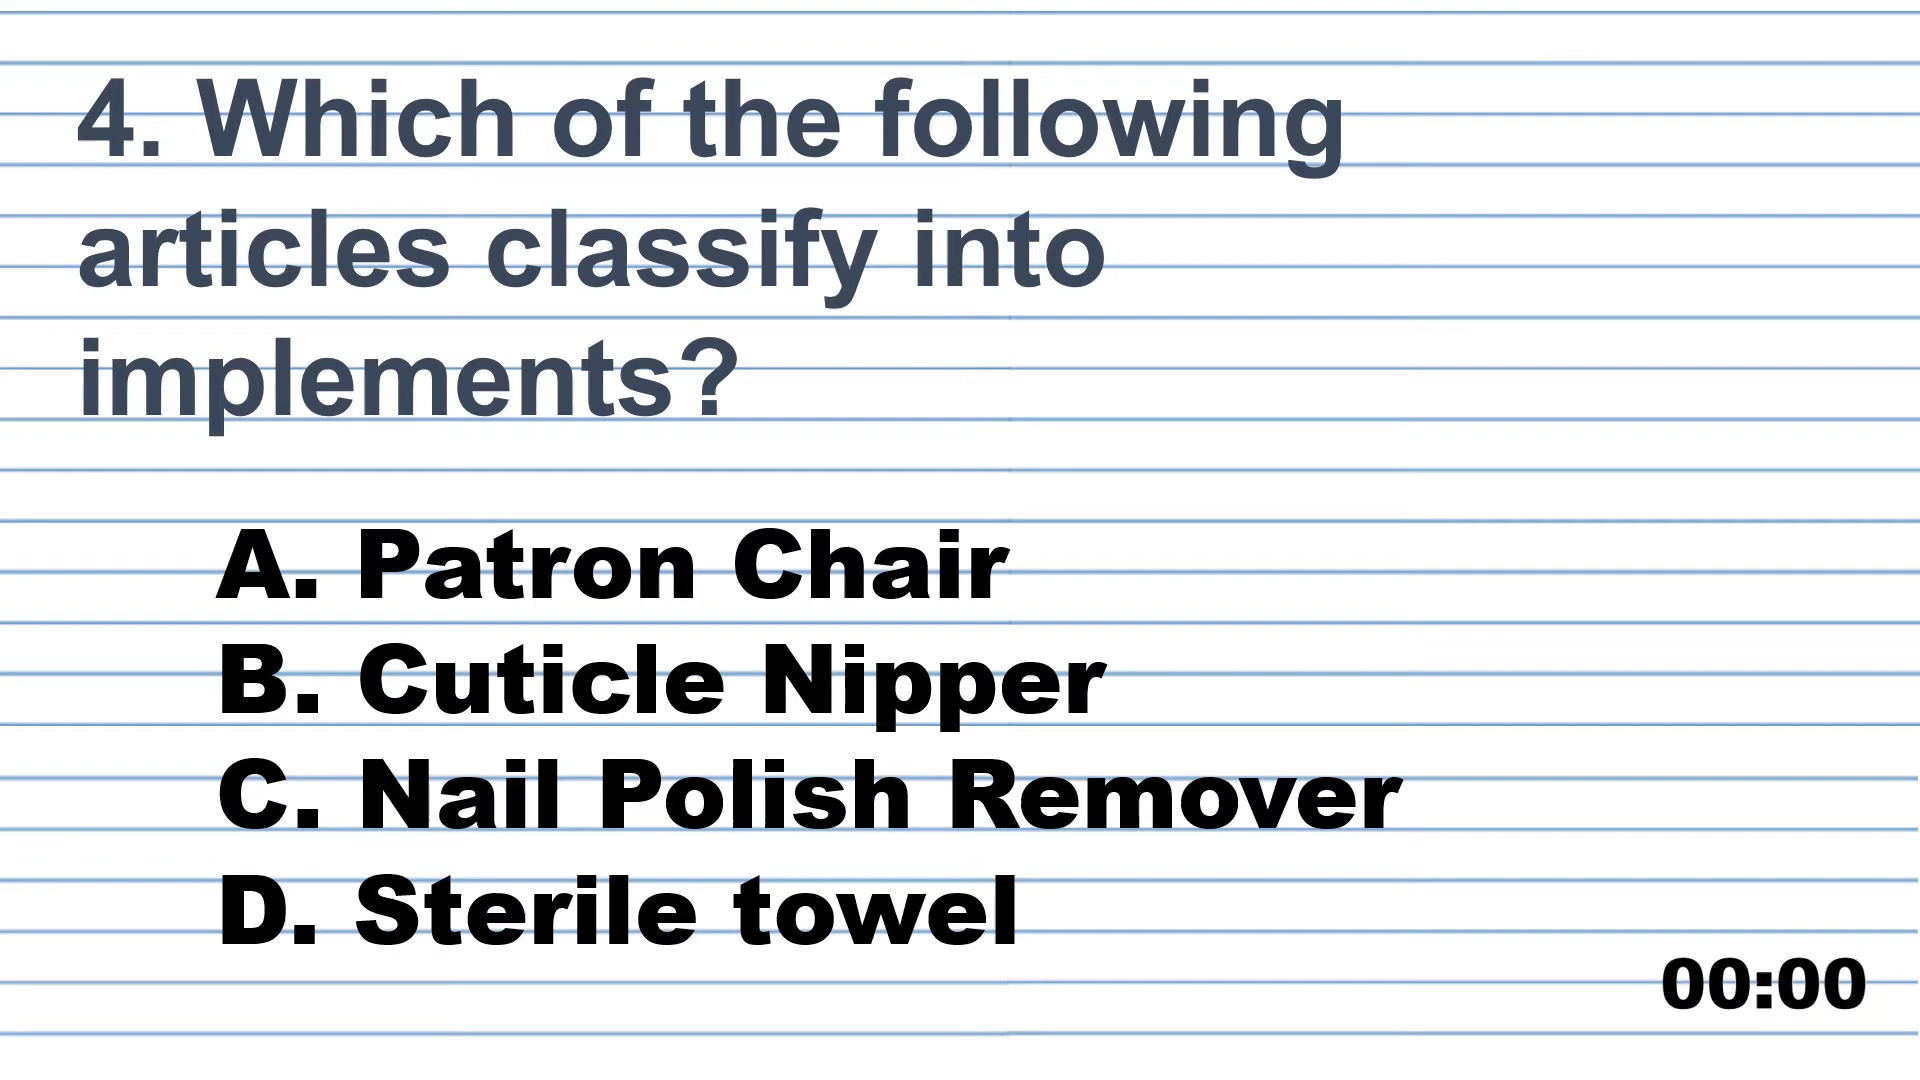 4. Which of the following
articles classify into
implements?
A. Patron Chair
B. Cuticle Nipper
C. Nail Polish Remover
D. Sterile towel
00:00